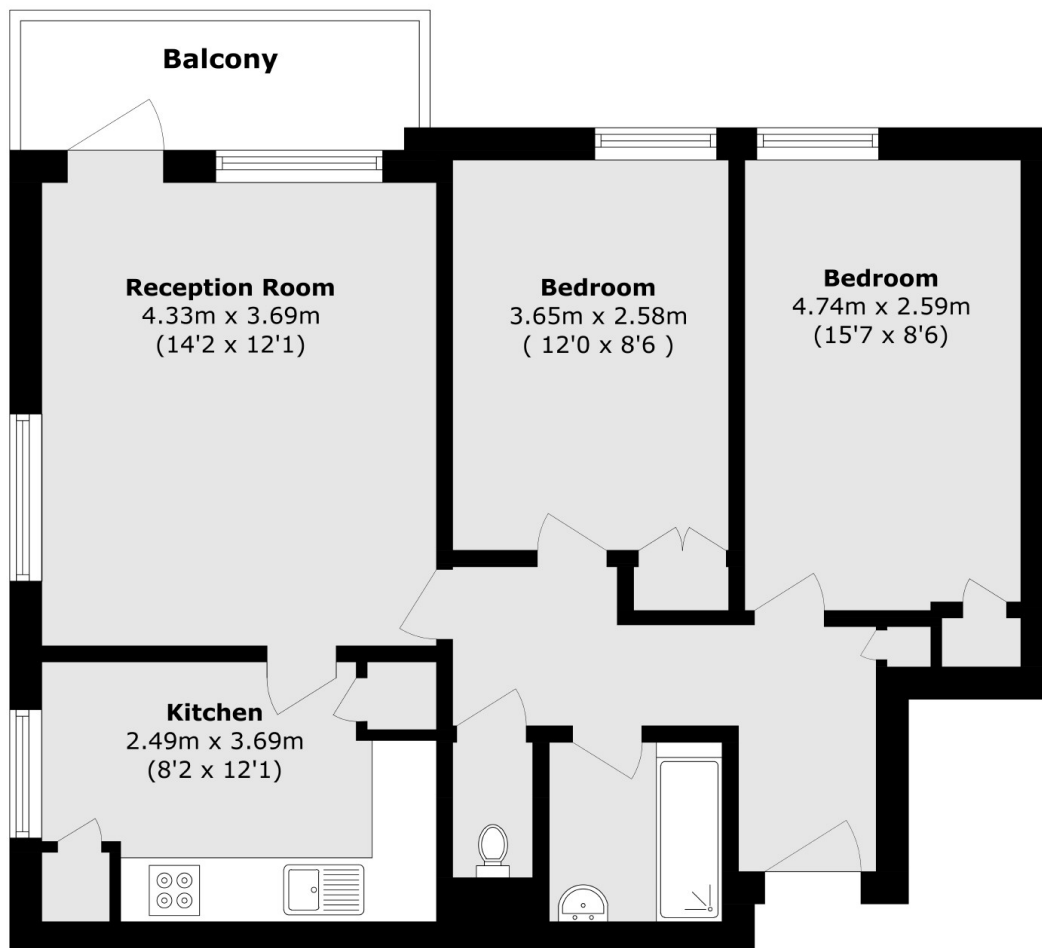 Balcony
Reception Room
4.33m x 3.69m
(14'2 x 12'1)
Bedroom
3.65m x 2.58m
( 12'0 x 8'6 )
Bedroom
4.74m x 2.59m
(15'7 x 8'6)
Kitchen
2.49m x 3.69m
(8'2 x 12'1)